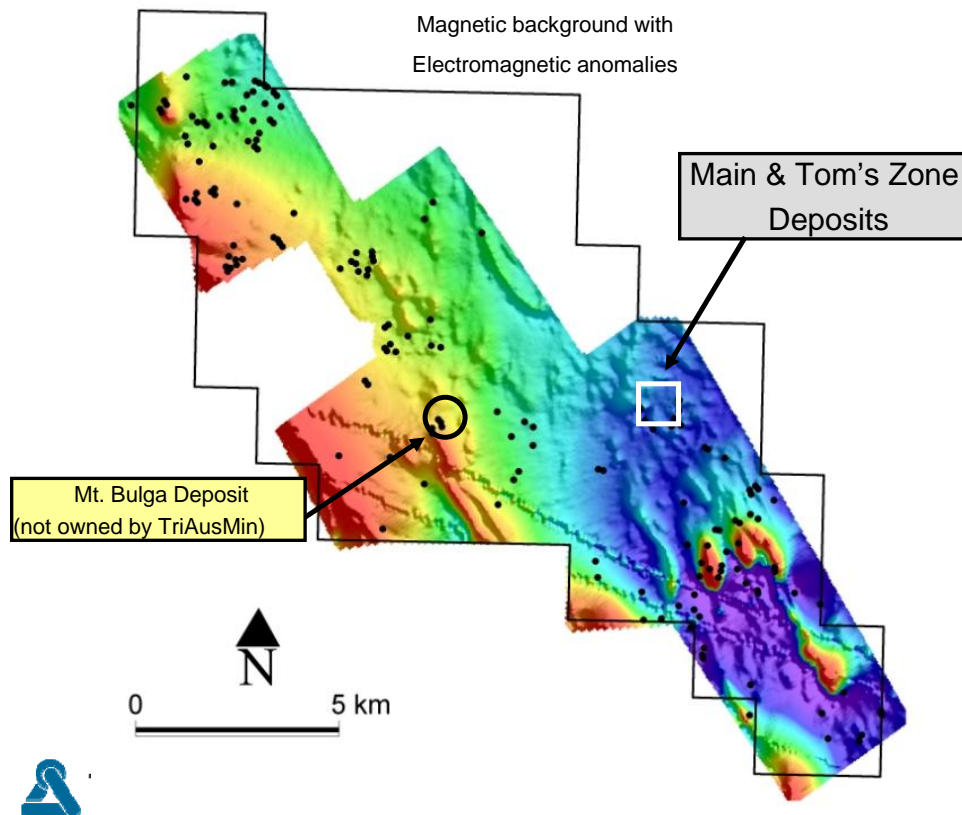 Magnetic background with
Electromagnetic anomalies
Main & Tom's Zone
Deposits
Mt. Bulga Deposit
(not owned by TriAusMin)
N
0 5 km